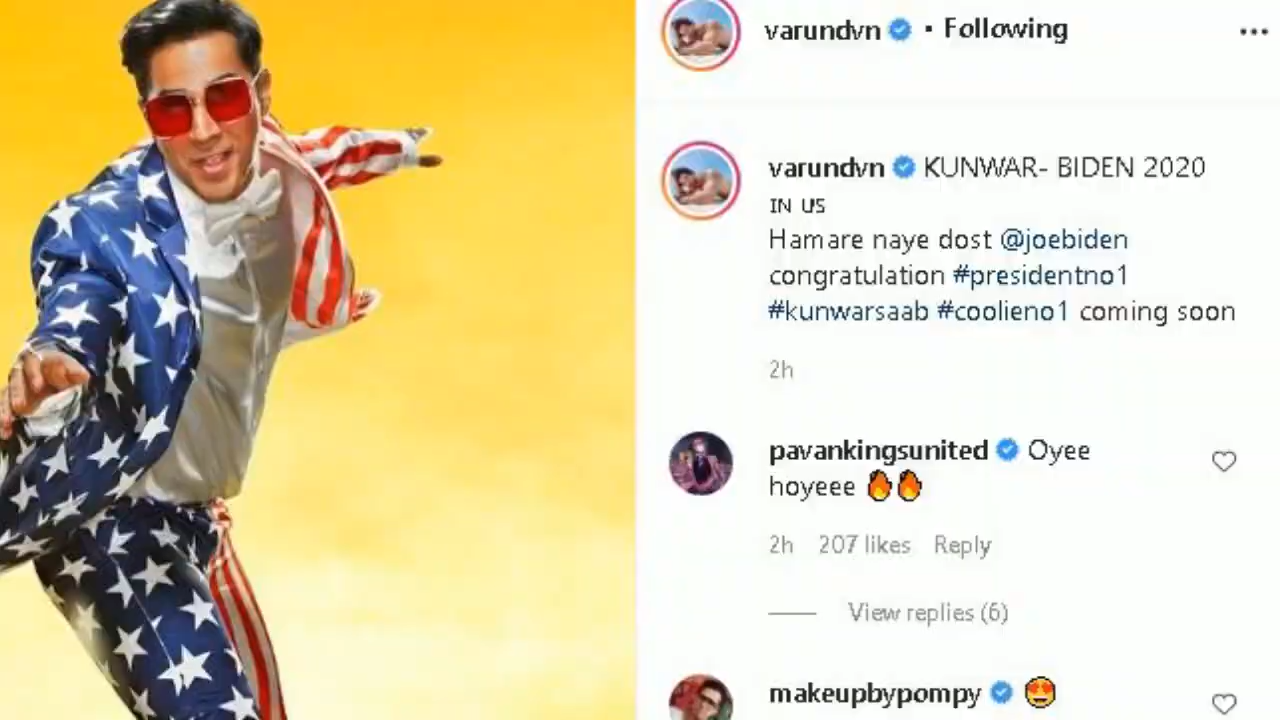 varundvn • Following
varundvn KUNWAR- BIDEN 2020
IN US
Hamare naye dost @joebiden
congratulation #presidentno1
#kunwarsaab #coolieno1 coming soon
2h
pavankingsunited Oyee
hoyeee 🔥🔥
2h 207 likes Reply
View replies (6)
makeupbypompy 😍